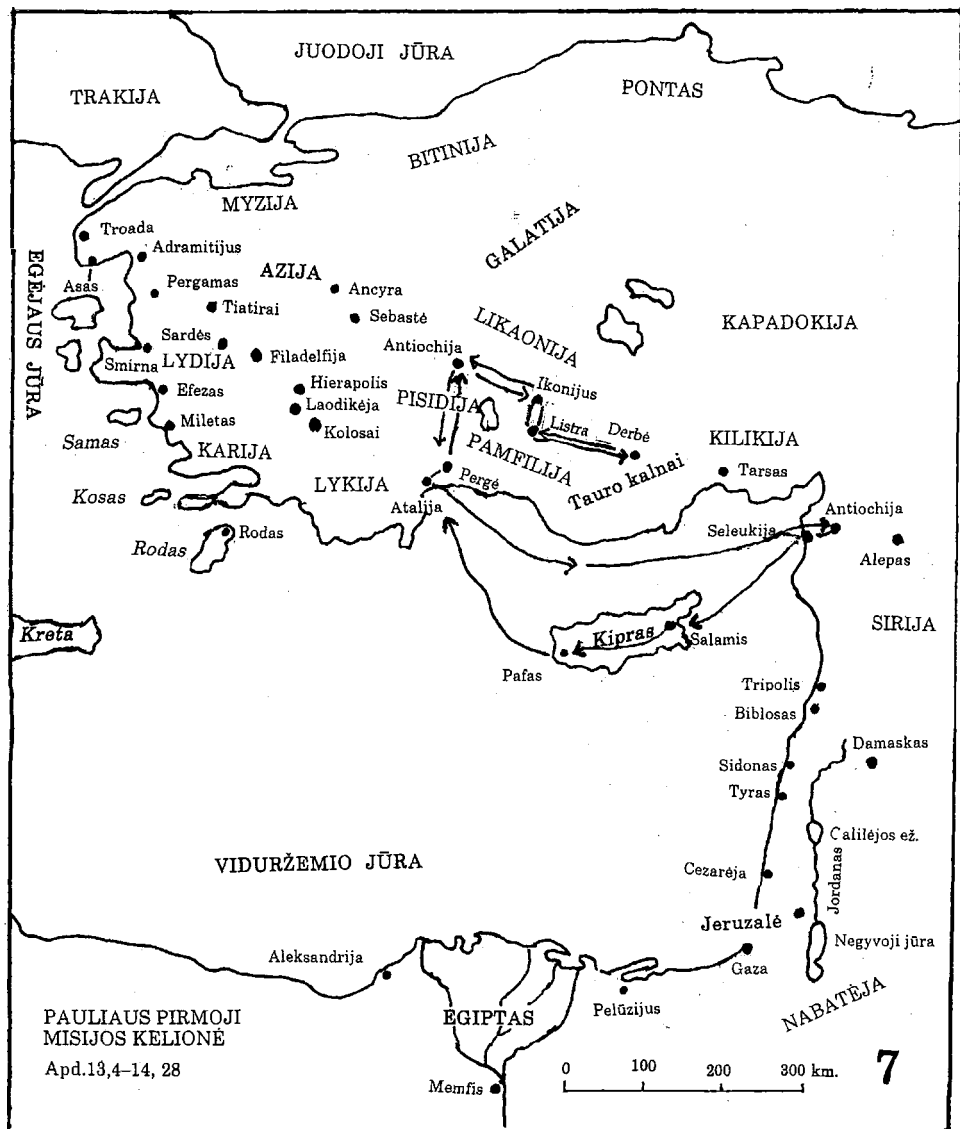 JUODOJI JŪRA
TRAKIJA
PONTAS
BITINIJA
MYZIJA
GALATIJA
Troada
Adramitijus
EGĖJAUS JŪRA
AZIJA
Asas
Pergamas
Ancyra
Tiatirai
Sebastė
LIKAONIJA
KAPADOKIJA
Sardės
Antiochija
Smirna
LYDIJA
Filadelfija
Efezas
Hierapolis
PISIDIJA
Ikonijus
Laodikėja
Samas
Miletas
Kolosai
Listra
Derbė
KARIJA
PAMFILIJA
KILIKIJA
Tauro kalnai
Tarsas
Kosas
LYKIJA
Pergė
Atalija
Antiochija
Rodas
Rodas
Seleukija
Alepas
Kreta
Kipras
Salamis
SIRIJA
Pafas
Tripolis
Biblosas
Damaskas
Sidonas
Tyras
Calilėjos ež.
VIDURŽEMIO JŪRA
Cezarėja
Jordanas
Jeruzalė
Negyvoji jūra
Aleksandrija
Gaza
Pelūzijus
NABATĖJA
EGIPTAS
PAULIAUS PIRMOJI
MISIJOS KELIONĖ
Apd.13,4–14, 28
Memfis
0 100 200 300 km.
7